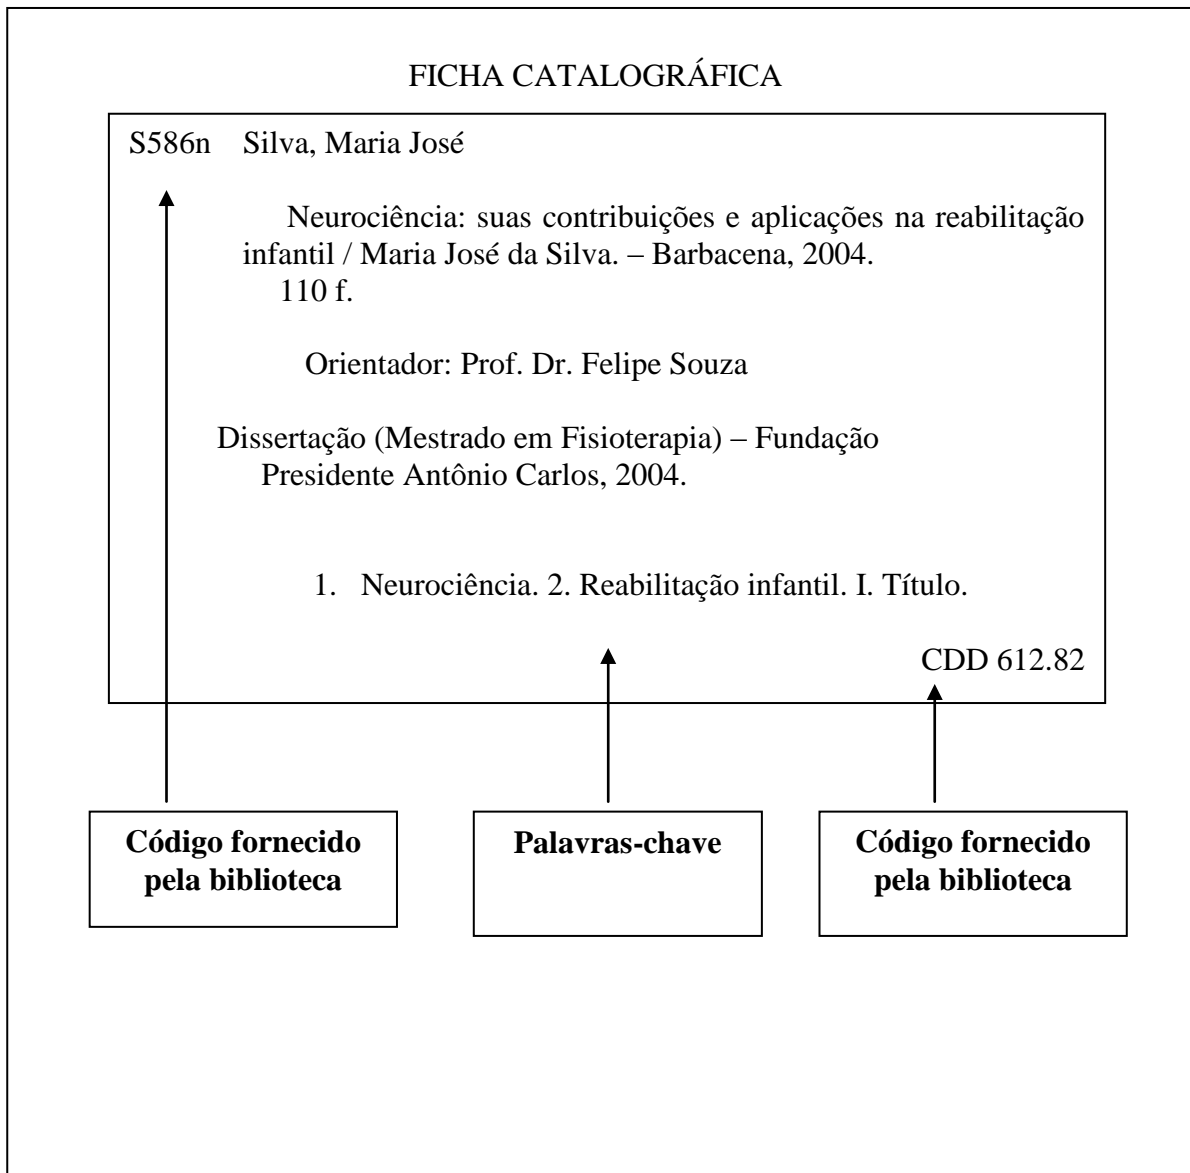 FICHA CATALOGRÁFICA
S586n Silva, Maria José
Neurociência: suas contribuições e aplicações na reabilitação
infantil / Maria José da Silva. – Barbacena, 2004.
110 f.
Orientador: Prof. Dr. Felipe Souza
Dissertação (Mestrado em Fisioterapia) – Fundação
Presidente Antônio Carlos, 2004.
1. Neurociência. 2. Reabilitação infantil. I. Título.
CDD 612.82
Código fornecido
pela biblioteca
Palavras-chave
Código fornecido
pela biblioteca